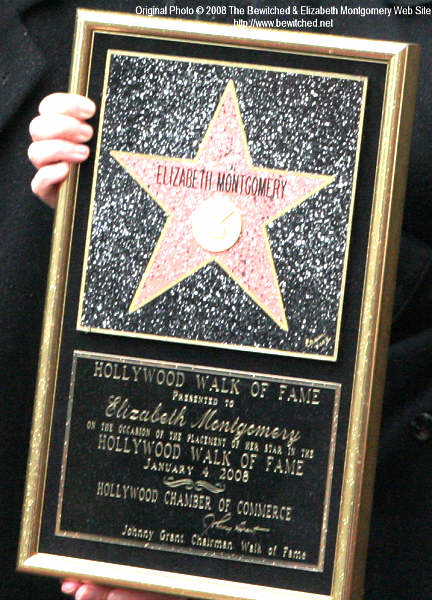 Original Photo © 2008 The Bewitched & Elizabeth Montgomery Web Site
http://www.bewitched.net
ELIZABETH MONTGOMERY
HOLLYWOOD WALK OF FAME
PRESENTED TO
Elizabeth Montgomery
ON THE OCCASION OF THE PLACEMENT OF HER STAR IN THE
HOLLYWOOD WALK OF FAME
JANUARY 4, 2008
HOLLYWOOD CHAMBER OF COMMERCE
Johnny Grant, Chairman, Walk of Fame